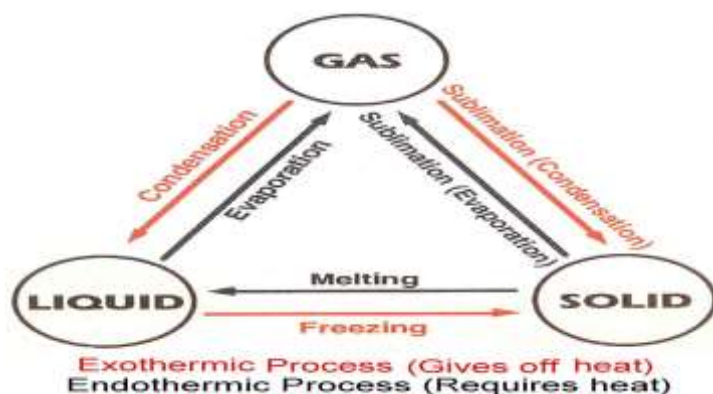 GAS
Condensation
Evaporation
Sublimation (Evaporation)
Sublimation (Condensation)
LIQUID
Melting
Freezing
SOLID
Exothermic Process (Gives off heat)
Endothermic Process (Requires heat)